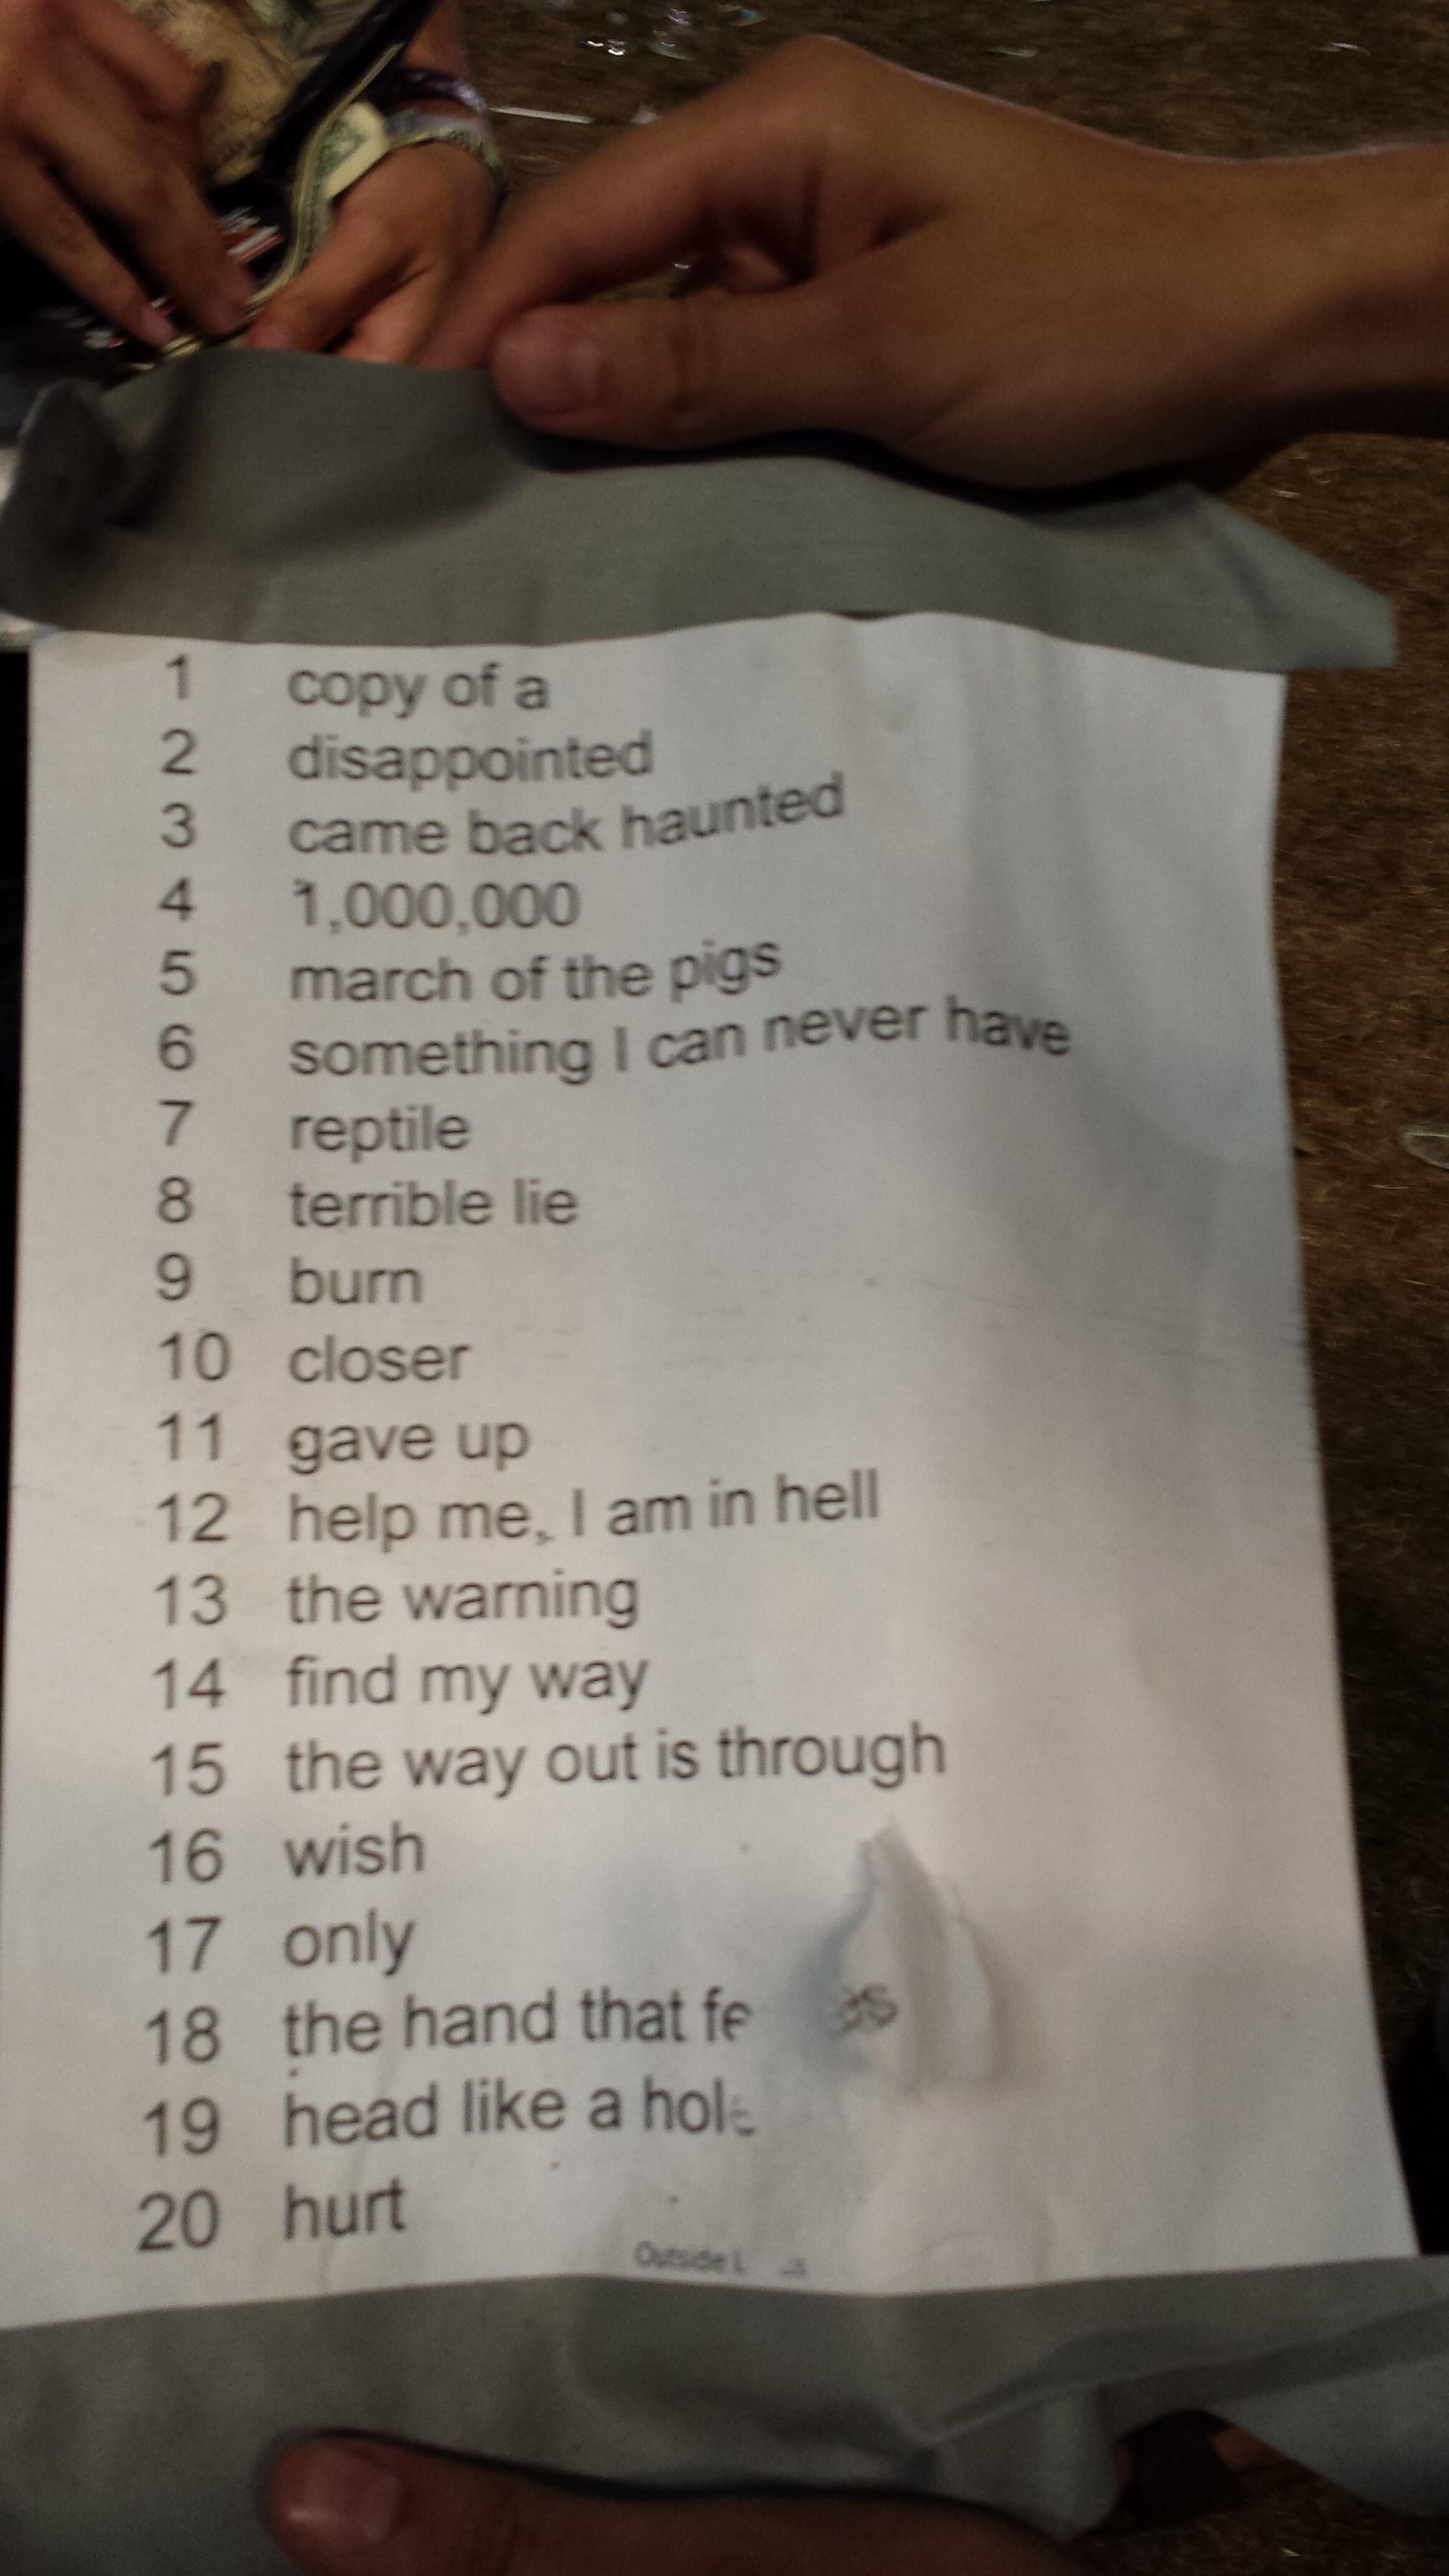 1 copy of a
2 disappointed
3 came back haunted
4 1,000,000
5 march of the pigs
6 something I can never have
7 reptile
8 terrible lie
9 burn
10 closer
11 gave up
12 help me, I am in hell
13 the warning
14 find my way
15 the way out is through
16 wish
17 only
18 the hand that
19 head like a hole
20 hurt
Outside